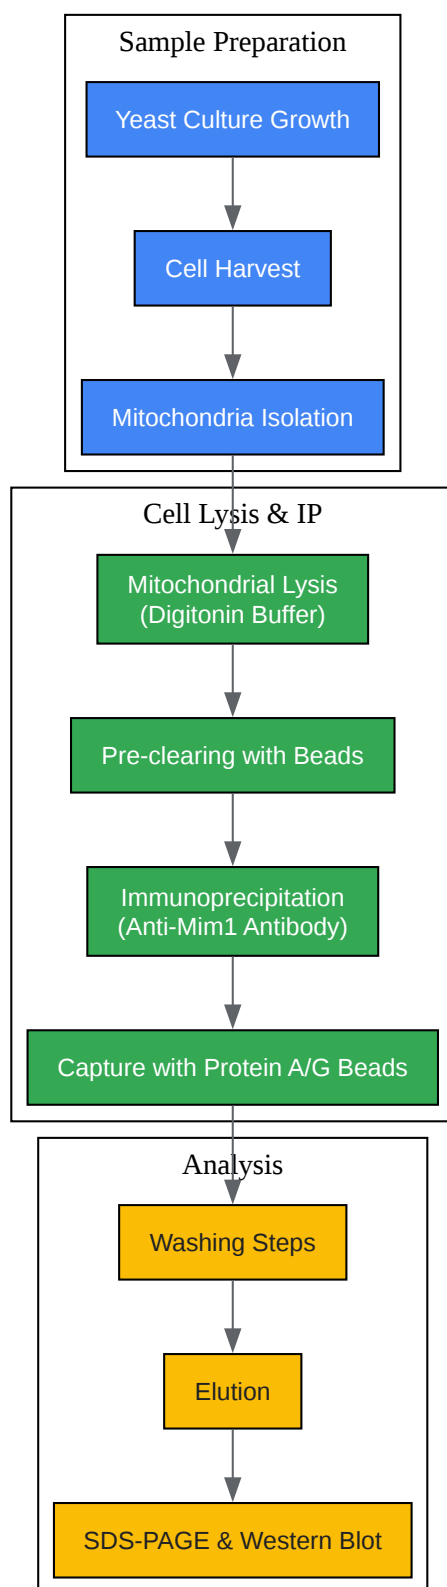 Sample Preparation
Yeast Culture Growth
Cell Harvest
Mitochondria Isolation
Cell Lysis & IP
Mitochondrial Lysis
(Digitonin Buffer)
Pre-clearing with Beads
Immunoprecipitation
(Anti-Mim1 Antibody)
Capture with Protein A/G Beads
Analysis
Washing Steps
Elution
SDS-PAGE & Western Blot